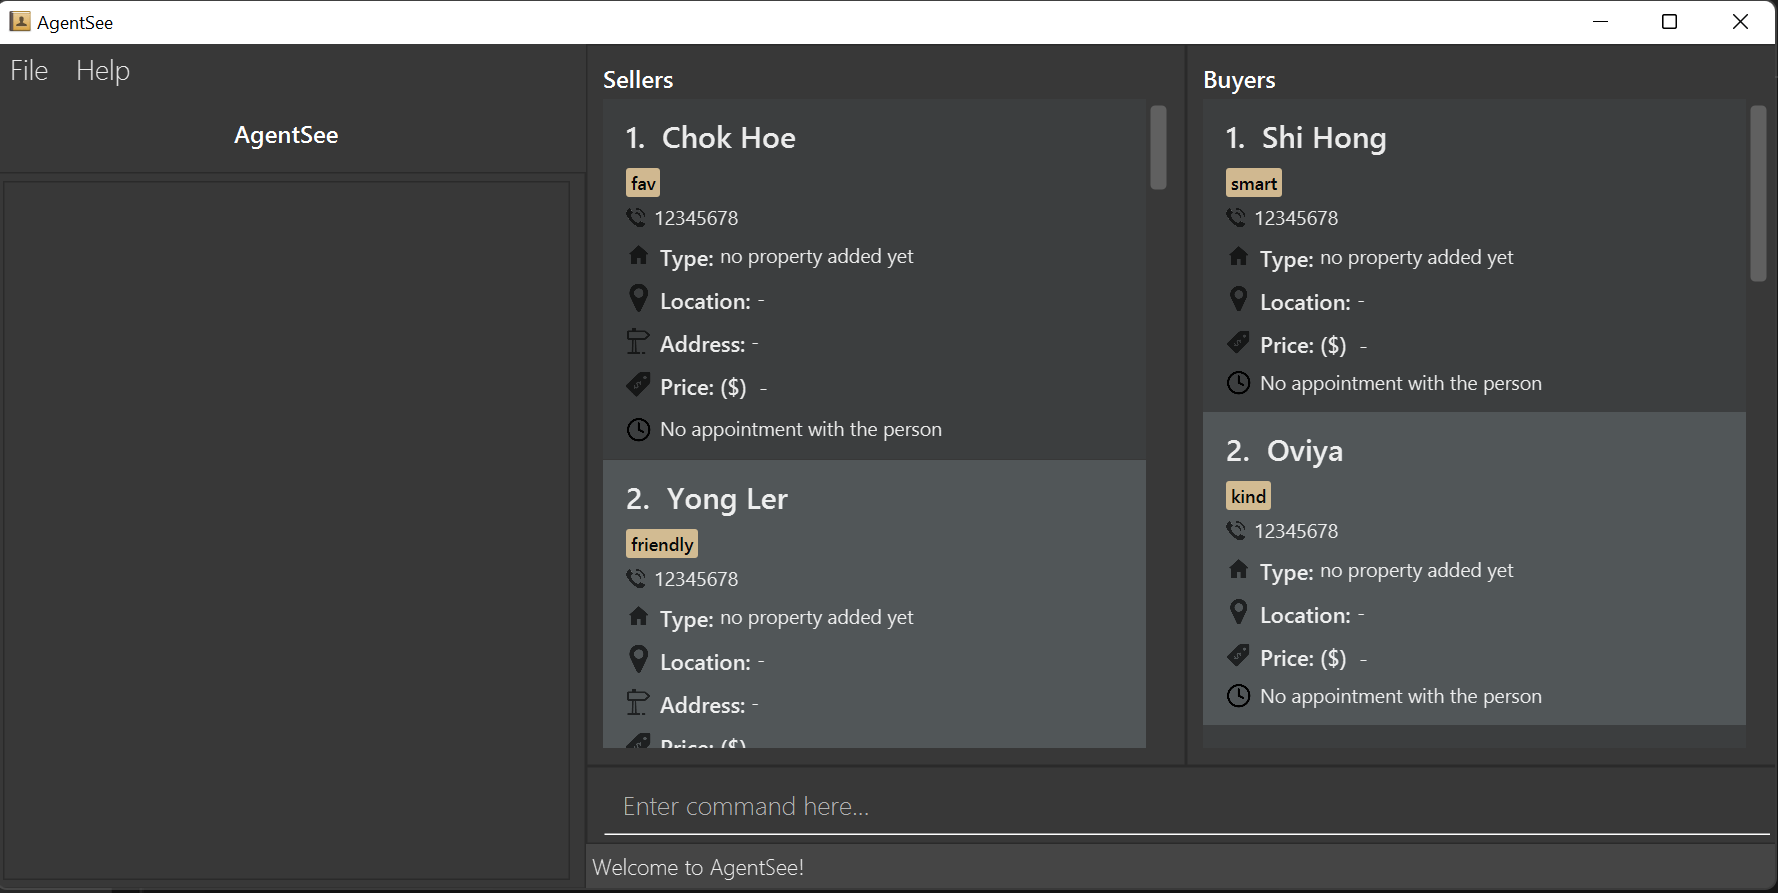 AgentSee
File Help
AgentSee
Sellers
1. Chok Hoe
fav
12345678
Type: no property added yet
Location: -
Address: -
Price: ($) -
No appointment with the person
2. Yong Ler
friendly
12345678
Type: no property added yet
Location: -
Address: -
Price: ($)
Buyers
1. Shi Hong
smart
12345678
Type: no property added yet
Location: -
Price: ($) -
No appointment with the person
2. Oviya
kind
12345678
Type: no property added yet
Location: -
Price: ($) -
No appointment with the person
Enter command here...
Welcome to AgentSee!